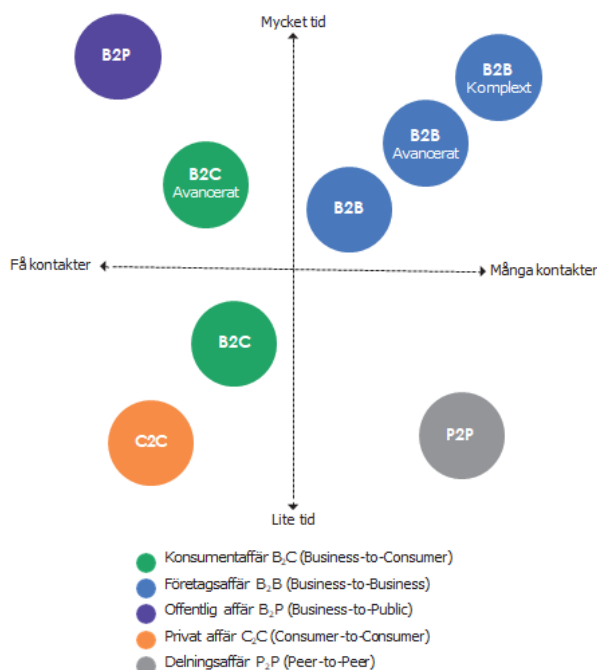 Mycket tid
B2P
B2B
Komplext
B2B
Avancerat
B2C
Avancerat
B2B
Få kontakter
Många kontakter
B2C
C2C
P2P
Lite tid
Konsumentaffär B₂C (Business-to-Consumer)
Företagsaffär B₂B (Business-to-Business)
Offentlig affär B₂P (Business-to-Public)
Privat affär C₂C (Consumer-to-Consumer)
Delningsaffär P₂P (Peer-to-Peer)